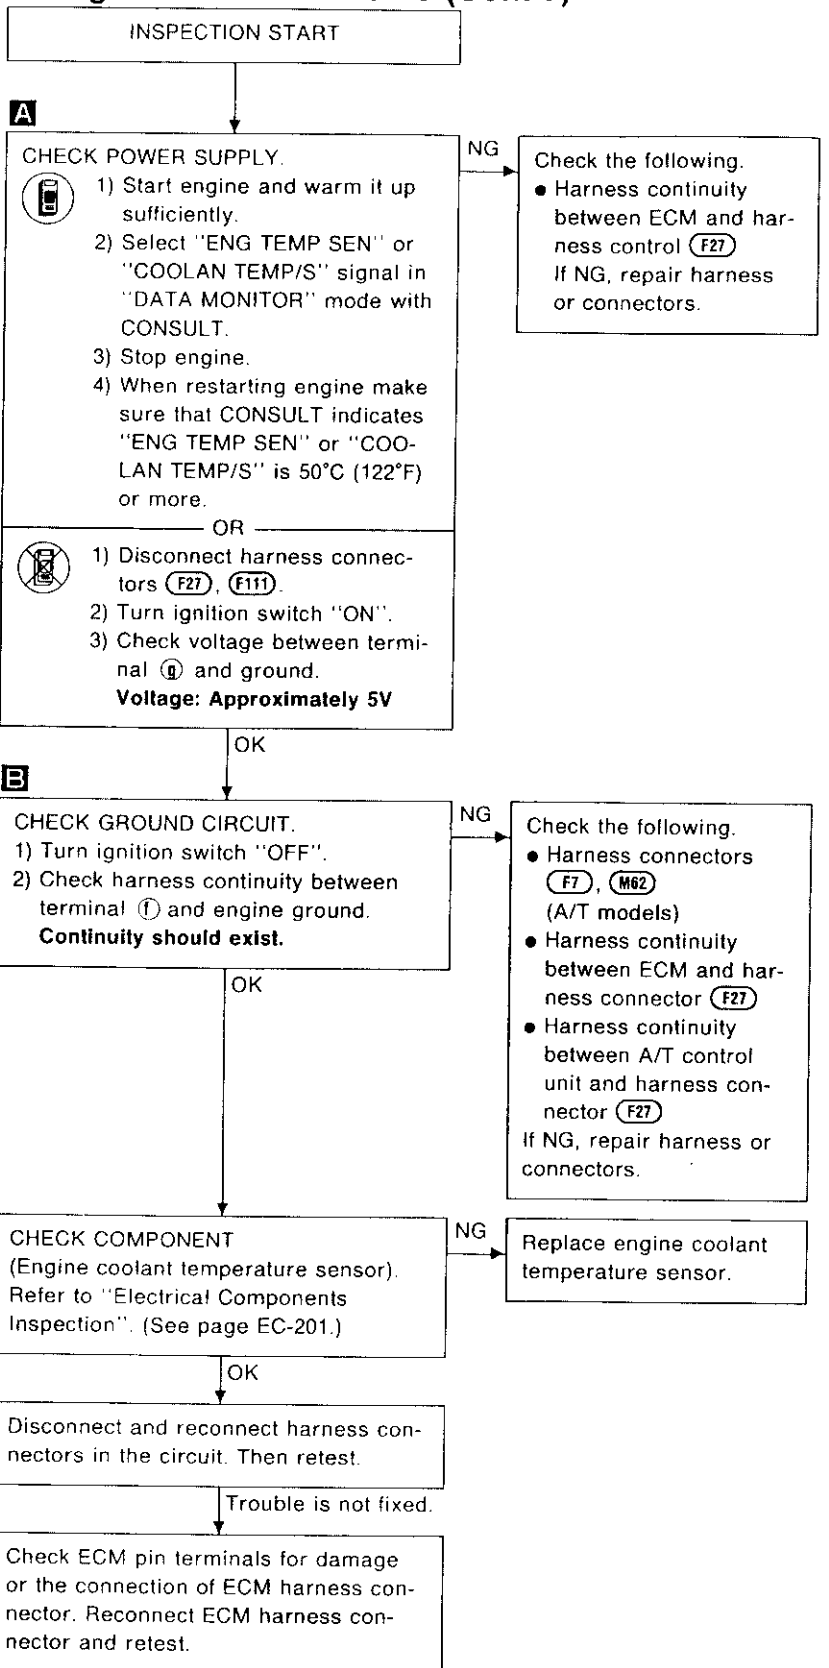 (Cont'd)
INSPECTION START
A
CHECK POWER SUPPLY.
1) Start engine and warm it up
sufficiently.
2) Select "ENG TEMP SEN" or
"COOLAN TEMP/S" signal in
"DATA MONITOR" mode with
CONSULT.
3) Stop engine.
4) When restarting engine make
sure that CONSULT indicates
"ENG TEMP SEN" or "COO-
LAN TEMP/S" is 50°C (122°F)
or more.
OR
1) Disconnect harness connec-
tors F27, F111.
2) Turn ignition switch "ON".
3) Check voltage between termi-
nal g and ground.
Voltage: Approximately 5V
NG
Check the following.
● Harness continuity
between ECM and har-
ness control F27
If NG, repair harness
or connectors.
OK
B
CHECK GROUND CIRCUIT.
1) Turn ignition switch "OFF".
2) Check harness continuity between
terminal f and engine ground.
Continuity should exist.
NG
Check the following.
● Harness connectors
F7, M62
(A/T models)
● Harness continuity
between ECM and har-
ness connector F27
● Harness continuity
between A/T control
unit and harness con-
nector F27
If NG, repair harness or
connectors.
OK
CHECK COMPONENT
(Engine coolant temperature sensor).
Refer to "Electrical Components
Inspection". (See page EC-201.)
NG
Replace engine coolant
temperature sensor.
OK
Disconnect and reconnect harness con-
nectors in the circuit. Then retest.
Trouble is not fixed.
Check ECM pin terminals for damage
or the connection of ECM harness con-
nector. Reconnect ECM harness con-
nector and retest.